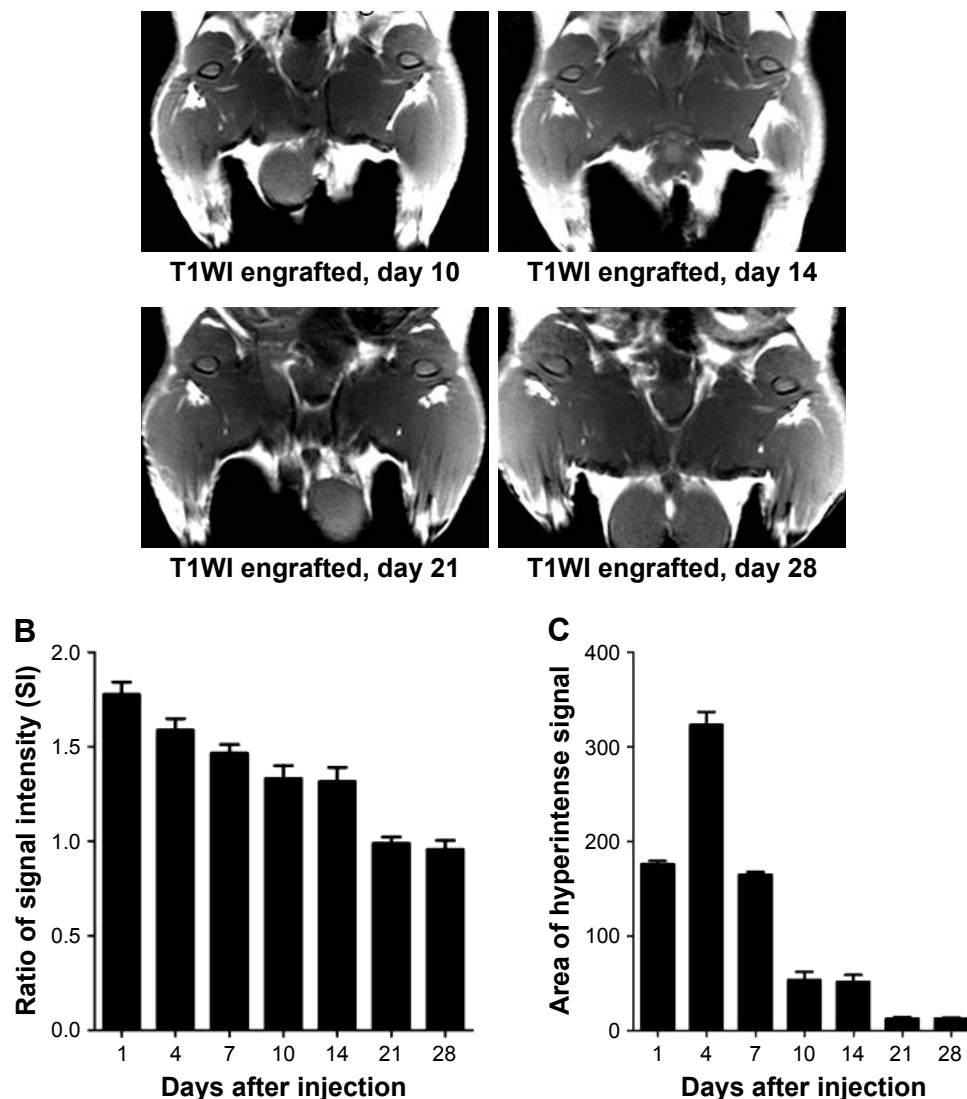 T1WI engrafted, day 10
T1WI engrafted, day 14
T1WI engrafted, day 21
T1WI engrafted, day 28
B
Ratio of signal intensity (SI)
2.0
1.5
1.0
0.5
0.0
1 4 7 10 14 21 28
Days after injection
C
Area of hyperintense signal
400
300
200
100
0
1 4 7 10 14 21 28
Days after injection